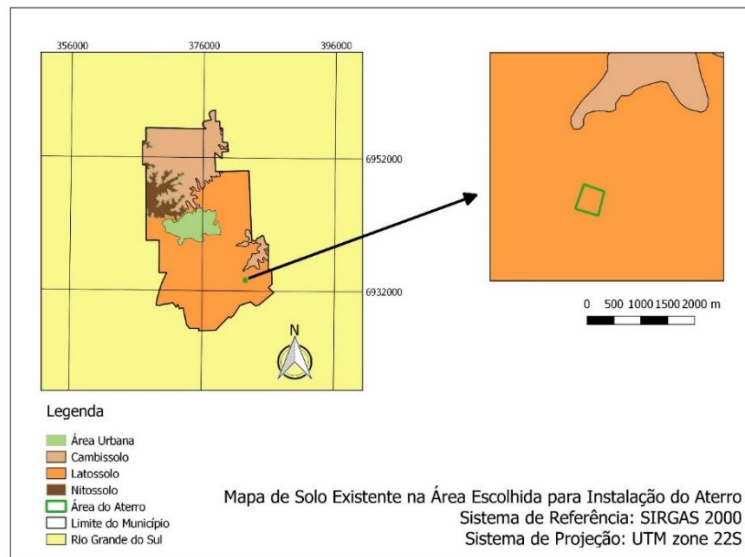 356000 376000 396000
6952000
6932000
N
0 500 1000 1500 2000 m
Legenda
Área Urbana
Cambissolo
Latossolo
Nitossolo
Área do Aterro
Limite do Município
Rio Grande do Sul
Mapa de Solo Existente na Área Escolhida para Instalação do Aterro
Sistema de Referência: SIRGAS 2000
Sistema de Projeção: UTM zone 22S